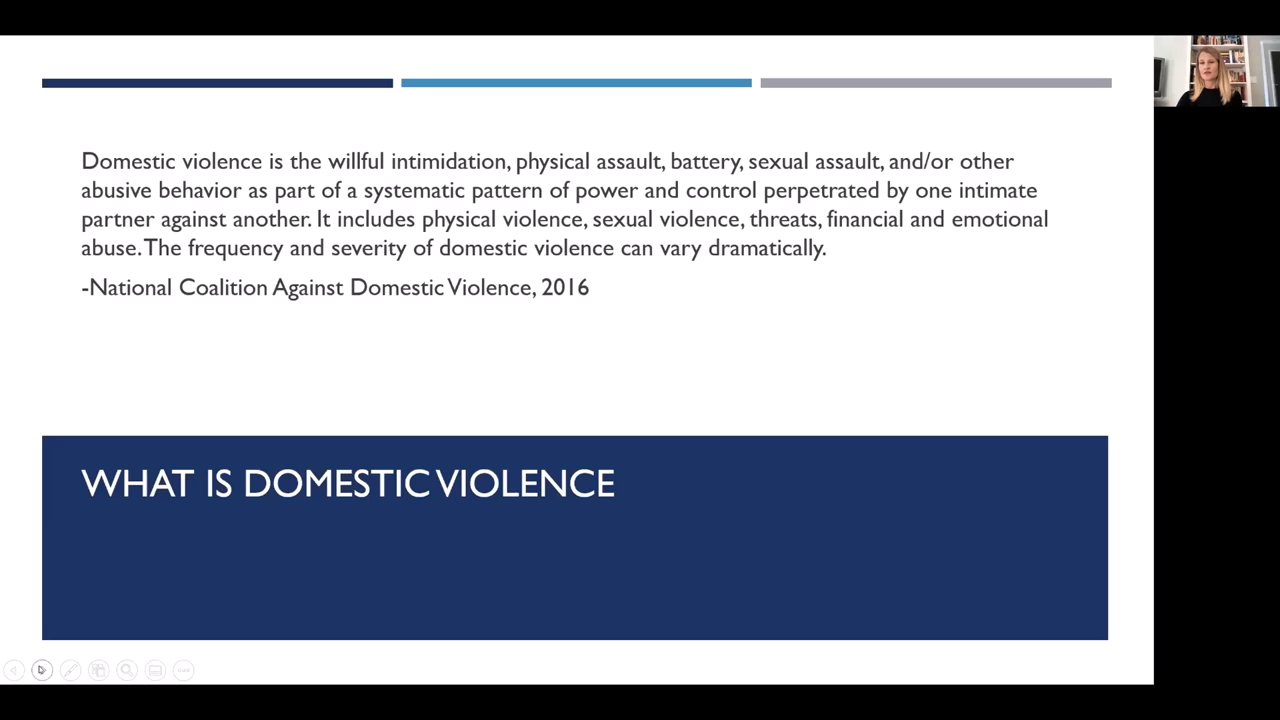 Domestic violence is the willful intimidation, physical assault, battery, sexual assault, and/or other
abusive behavior as part of a systematic pattern of power and control perpetrated by one intimate
partner against another. It includes physical violence, sexual violence, threats, financial and emotional
abuse. The frequency and severity of domestic violence can vary dramatically.
-National Coalition Against Domestic Violence, 2016
WHAT IS DOMESTIC VIOLENCE